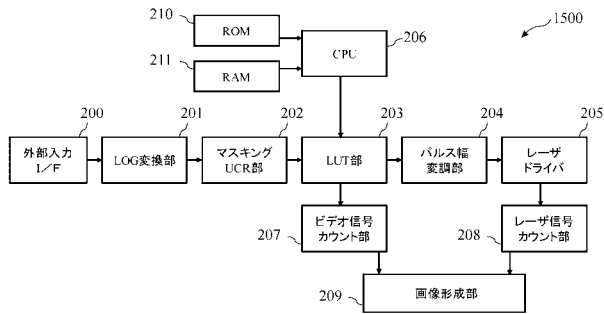 210
ROM
206
1500
CPU
211
RAM
200
201
202
203
204
205
外部入力
I/F
LOG変換部
マスキング
UCR部
LUT部
パルス幅
変調部
レーザ
ドライバ
ビデオ信号
カウント部
207
レーザ信号
カウント部
208
画像形成部
209